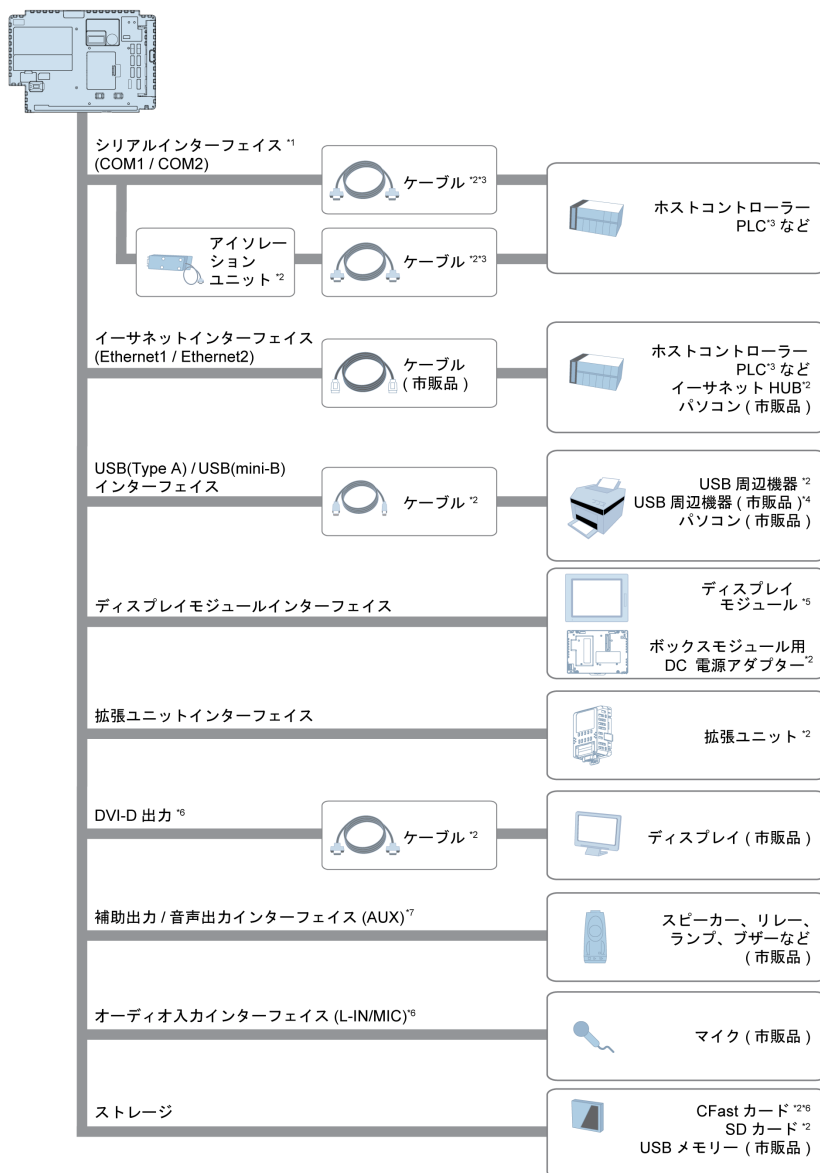 シリアルインターフェイス *1
(COM1 / COM2)
ケーブル *2*3
ホストコントローラー
PLC*3 など
アイソレー
ション
ユニット *2
ケーブル *2*3
イーサネットインターフェイス
(Ethernet1 / Ethernet2)
ケーブル
( 市販品 )
ホストコントローラー
PLC*3 など
イーサネット HUB*2
パソコン ( 市販品 )
USB(Type A) / USB(mini-B)
インターフェイス
ケーブル *2
USB 周辺機器 *2
USB 周辺機器 ( 市販品 )*4
パソコン ( 市販品 )
ディスプレイモジュールインターフェイス
ディスプレイ
モジュール *5
ボックスモジュール用
DC 電源アダプター*2
拡張ユニットインターフェイス
拡張ユニット *2
DVI-D 出力 *6
ケーブル *2
ディスプレイ ( 市販品 )
補助出力 / 音声出力インターフェイス (AUX)*7
スピーカー、リレー、
ランプ、ブザーなど
( 市販品 )
オーディオ入力インターフェイス (L-IN/MIC)*6
マイク ( 市販品 )
ストレージ
CFast カード *2*6
SD カード *2
USB メモリー ( 市販品 )